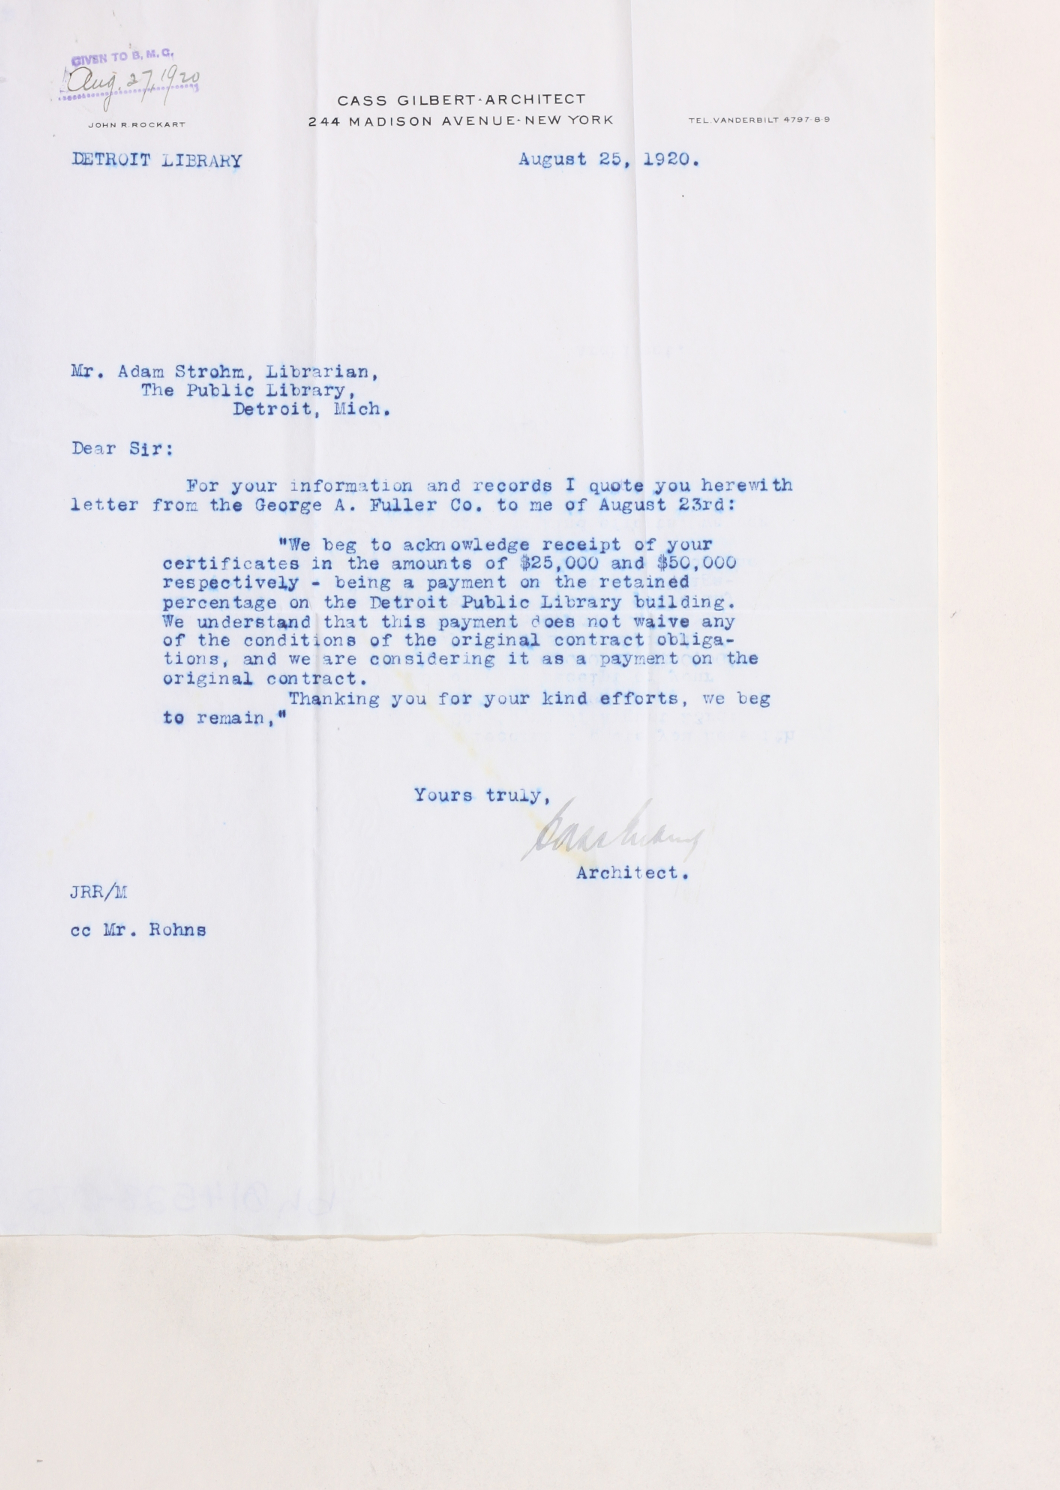 GIVEN TO B. M. C.
Aug. 27, 1920
CASS GILBERT-ARCHITECT
244 MADISON AVENUE-NEW YORK
JOHN R. ROCKART
TEL. VANDERBILT 4797-8-9
DETROIT LIBRARY August 25, 1920.
Mr. Adam Strohm, Librarian,
The Public Library,
Detroit, Mich.
Dear Sir:
For your information and records I quote you herewith
letter from the George A. Fuller Co. to me of August 23rd:
"We beg to acknowledge receipt of your
certificates in the amounts of $25,000 and $50,000
respectively - being a payment on the retained
percentage on the Detroit Public Library building.
We understand that this payment does not waive any
of the conditions of the original contract obliga-
tions, and we are considering it as a payment on the
original contract.
Thanking you for your kind efforts, we beg
to remain,"
Yours truly,
Architect.
JRR/M
cc Mr. Rohns